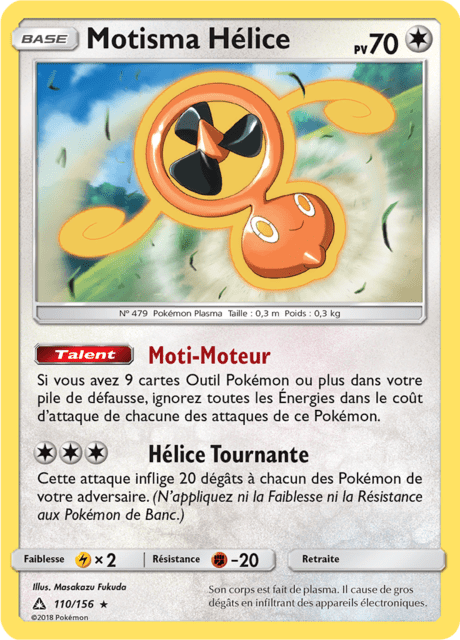 BASE Motisma Hélice PV 70
N° 479 Pokémon Plasma Taille : 0,3 m Poids : 0,3 kg
Talent Moti-Moteur
Si vous avez 9 cartes Outil Pokémon ou plus dans votre
pile de défausse, ignorez toutes les Énergies dans le coût
d'attaque de chacune des attaques de ce Pokémon.
Hélice Tournante
Cette attaque inflige 20 dégâts à chacun des Pokémon de
votre adversaire. (N'appliquez ni la Faiblesse ni la Résistance
aux Pokémon de Banc.)
Faiblesse ×2 Résistance -20 Retraite
Illus. Masakazu Fukuda
110/156 ★
©2018 Pokémon
Son corps est fait de plasma. Il cause de gros
dégâts en infiltrant des appareils électroniques.